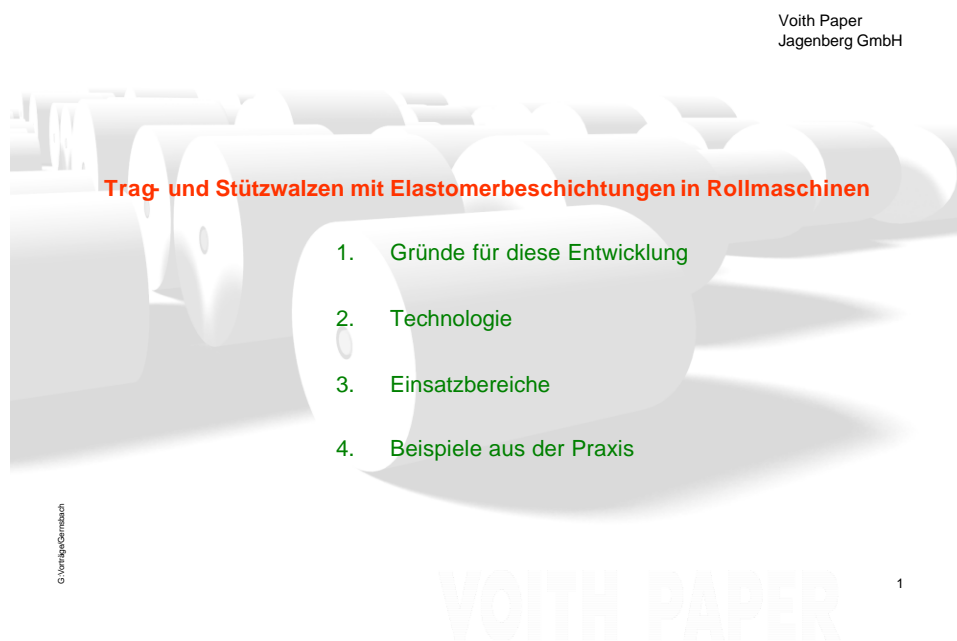 Voith Paper
Jagenberg GmbH
Trag- und Stützwalzen mit Elastomerbeschichtungen in Rollmaschinen
1. Gründe für diese Entwicklung
2. Technologie
3. Einsatzbereiche
4. Beispiele aus der Praxis
G:Vorträge/Gernsbach
VOITH PAPER
1